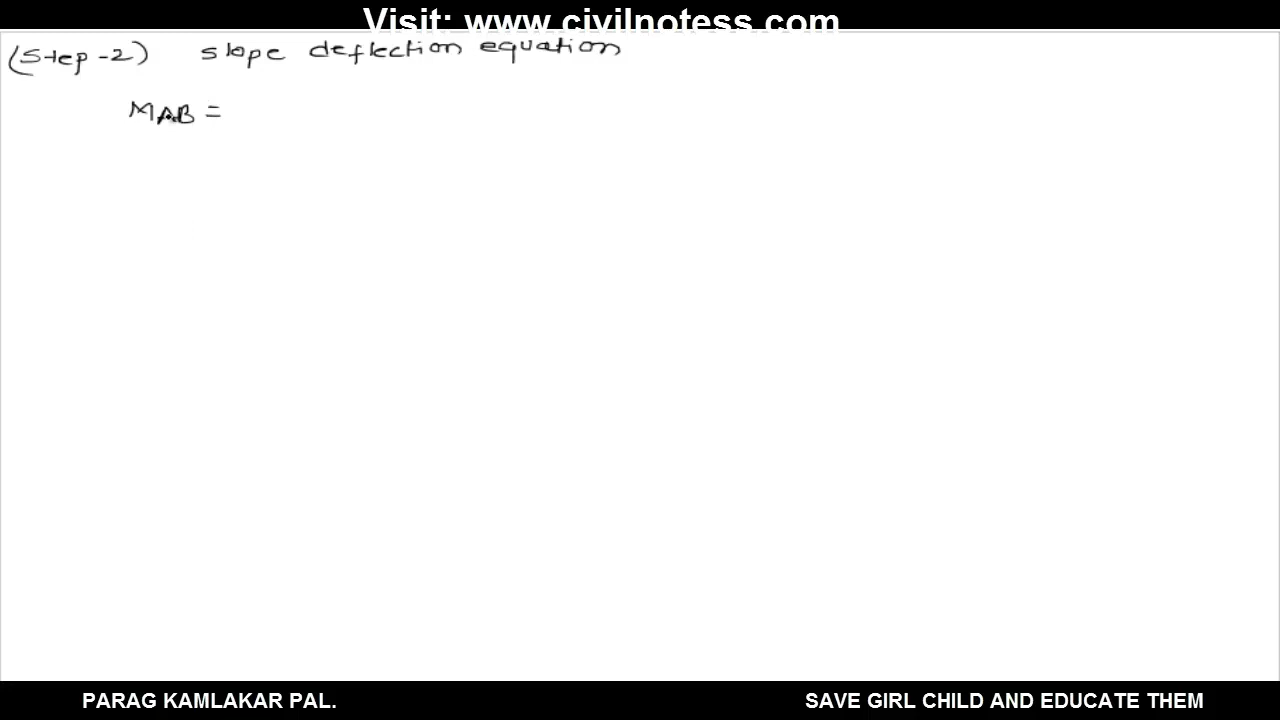 Visit: www.civilnotess.com
(Step-2) slope deflection equation
MAB =
PARAG KAMLAKAR PAL.
SAVE GIRL CHILD AND EDUCATE THEM